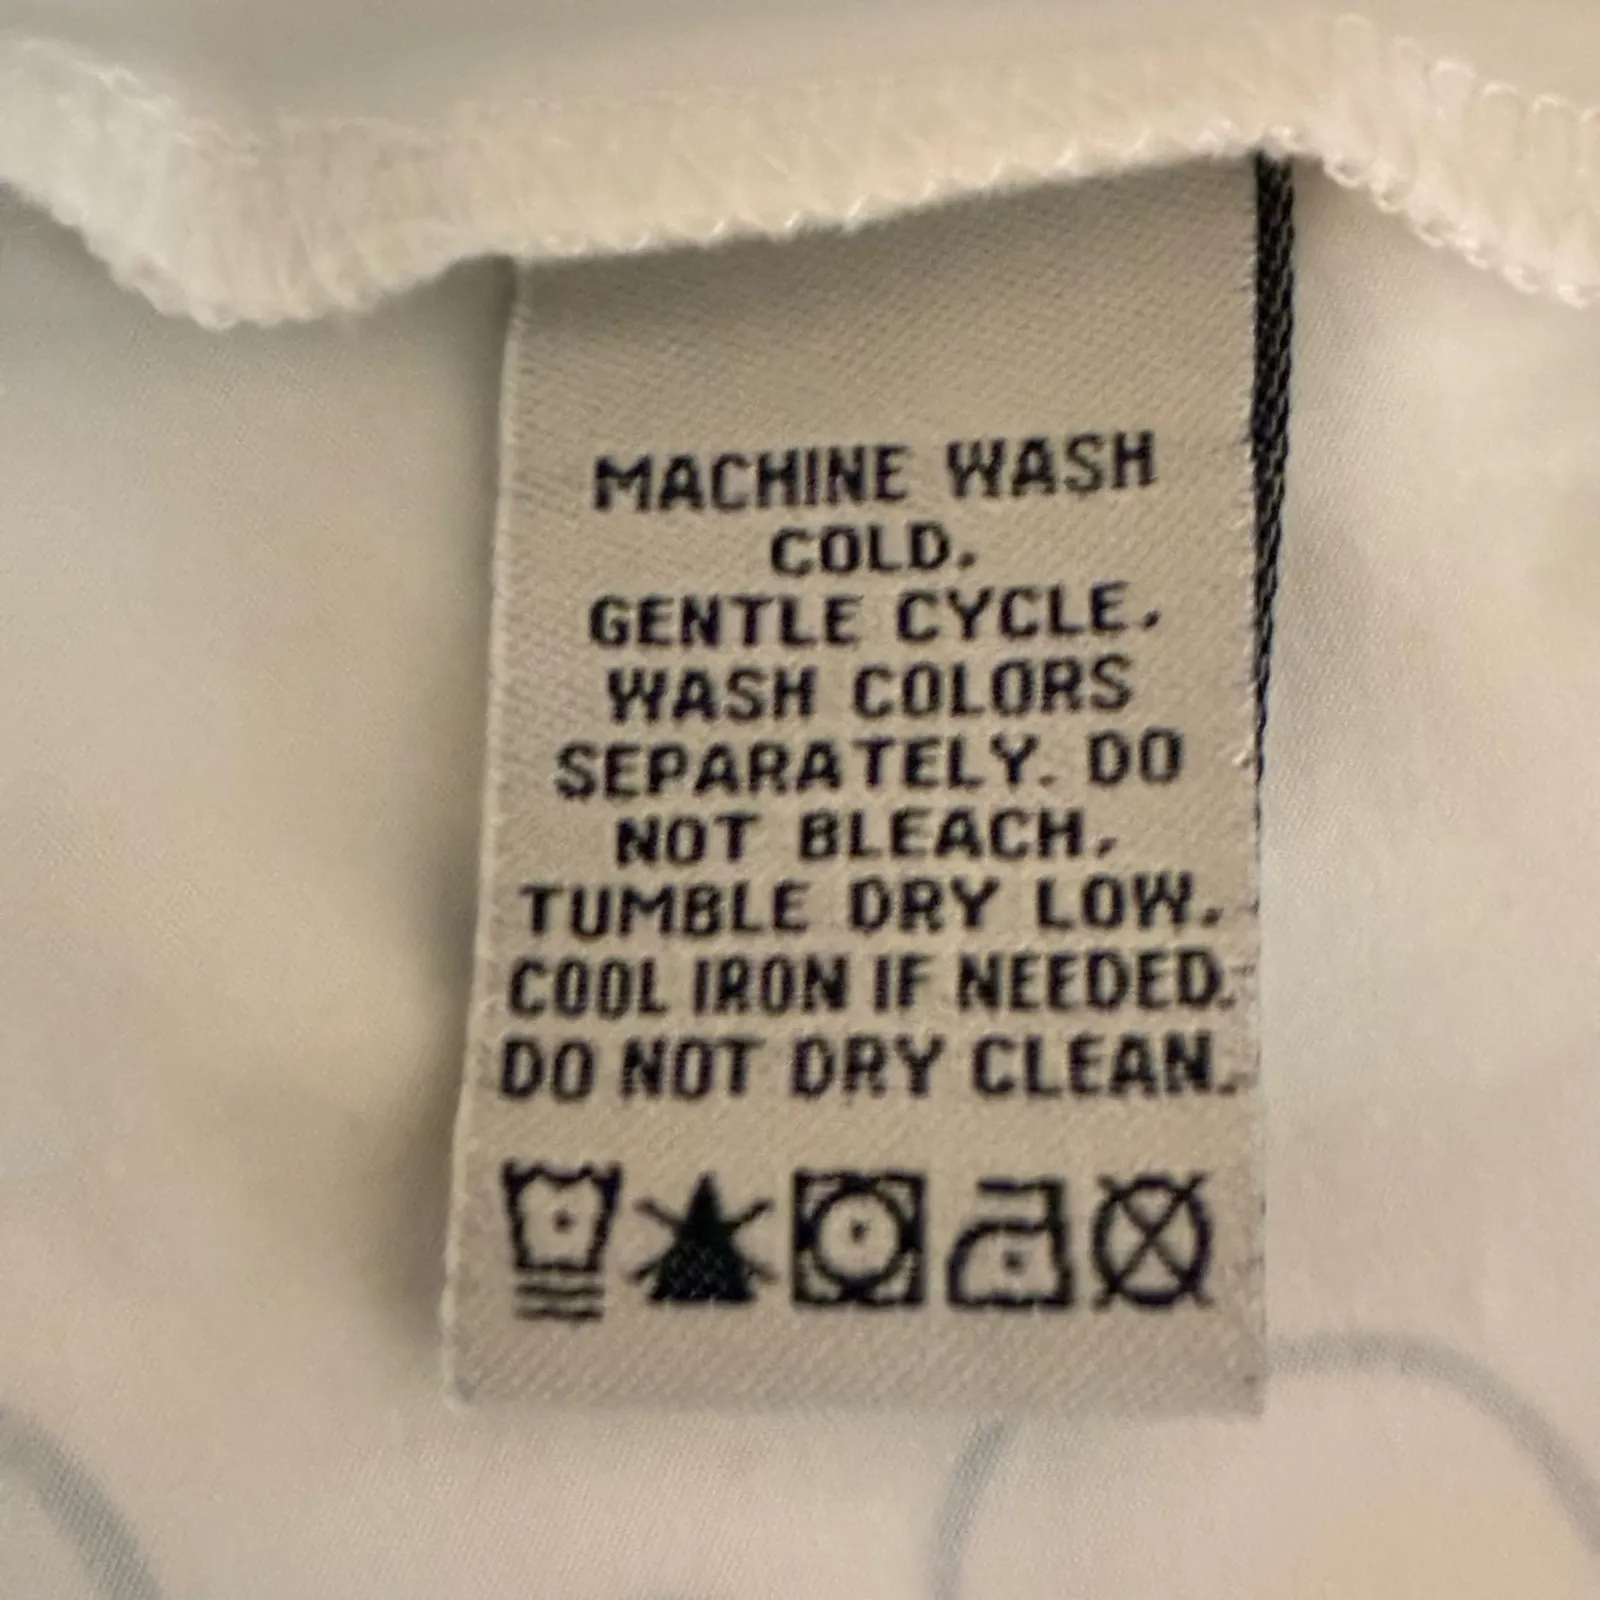 MACHINE WASH
COLD.
GENTLE CYCLE.
WASH COLORS
SEPARATELY. DO
NOT BLEACH.
TUMBLE DRY LOW.
COOL IRON IF NEEDED.
DO NOT DRY CLEAN.